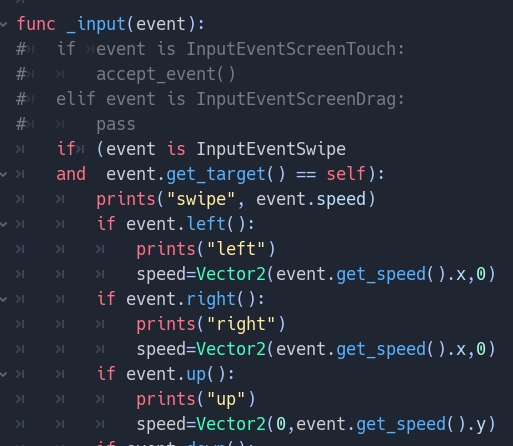 func _input(event):
#	if	event is InputEventScreenTouch:
#		accept_event()
#	elif event is InputEventScreenDrag:
#		pass
	if	(event is InputEventSwipe
	and  event.get_target() == self):
		prints("swipe", event.speed)
		if event.left():
			prints("left")
			speed=Vector2(event.get_speed().x,0)
		if event.right():
			prints("right")
			speed=Vector2(event.get_speed().x,0)
		if event.up():
			prints("up")
			speed=Vector2(0,event.get_speed().y)